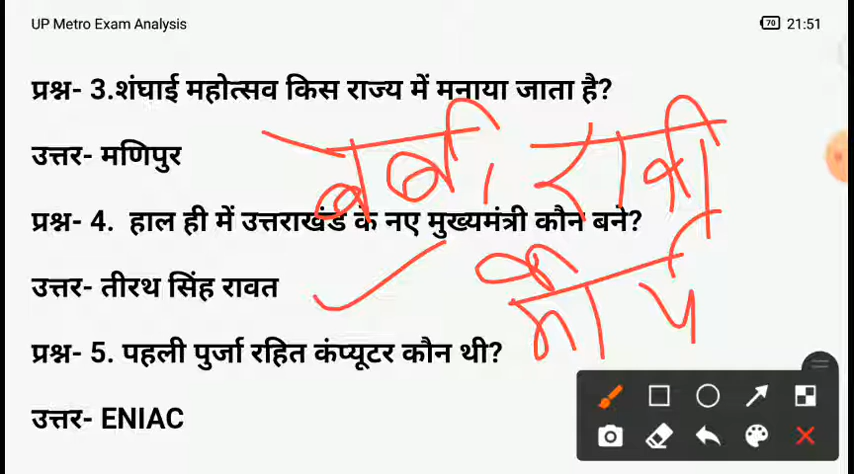 UP Metro Exam Analysis
70 21:51
प्रश्न- 3.शंघाई महोत्सव किस राज्य में मनाया जाता है?
उत्तर- मणिपुर
प्रश्न- 4. हाल ही में उत्तराखंड के नए मुख्यमंत्री कौन बने?
उत्तर- तीरथ सिंह रावत
प्रश्न- 5. पहली पुर्जा रहित कंप्यूटर कौन थी?
उत्तर- ENIAC